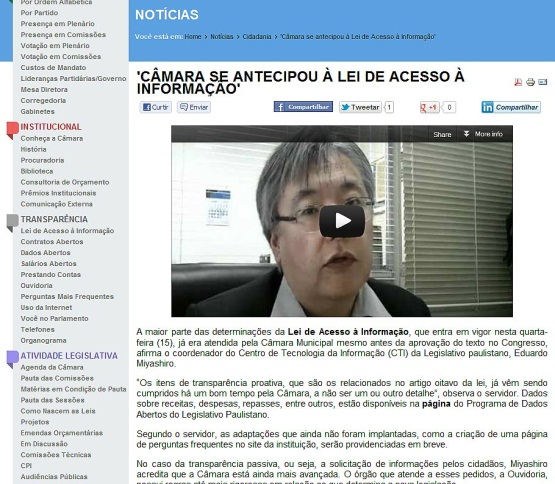 Por Ordem Alfabética
Por Partido
Presença em Plenário
Presença em Comissões
Votação em Plenário
Votação em Comissões
Custos de Mandato
Lideranças Partidárias/Governo
Mesa Diretora
Corregedoria
Gabinetes
INSTITUCIONAL
Conheça a Câmara
História
Procuradoria
Biblioteca
Consultoria de Orçamento
Prêmios Institucionais
Comunicação Externa
TRANSPARÊNCIA
Lei de Acesso à Informação
Contratos Abertos
Dados Abertos
Salários Abertos
Prestando Contas
Ouvidoria
Perguntas Mais Frequentes
Uso da Internet
Você no Parlamento
Telefones
Organograma
ATIVIDADE LEGISLATIVA
Agenda da Câmara
Pauta das Comissões
Matérias em Condição de Pauta
Pauta das Sessões
Como Nascem as Leis
Projetos
Emendas Orçamentárias
Em Discussão
Comissões Técnicas
CPI
Audiências Públicas
NOTÍCIAS
Você está em: Home › Notícias › Cidadania › 'Câmara se antecipou à Lei de Acesso à Informação'
'CÂMARA SE ANTECIPOU À LEI DE ACESSO À
INFORMAÇÃO'
Curtir Enviar Compartilhar Tweetar 1 +1 0 Compartilhar
Share More info
A maior parte das determinações da Lei de Acesso à Informação, que entra em vigor nesta quarta-
feira (15), já era atendida pela Câmara Municipal mesmo antes da aprovação do texto no Congresso,
afirma o coordenador do Centro de Tecnologia da Informação (CTI) da Legislativo paulistano, Eduardo
Miyashiro.
"Os itens de transparência proativa, que são os relacionados no artigo oitavo da lei, já vêm sendo
cumpridos há um bom tempo pela Câmara, a não ser um ou outro detalhe", observa o servidor. Dados
sobre receitas, despesas, repasses, entre outros, estão disponíveis na página do Programa de Dados
Abertos do Legislativo Paulistano.
Segundo o servidor, as adaptações que ainda não foram implantadas, como a criação de uma página
de perguntas frequentes no site da instituição, serão providenciadas em breve.
No caso da transparência passiva, ou seja, a solicitação de informações pelos cidadãos, Miyashiro
acredita que a Câmara está ainda mais avançada. O órgão que atende a esses pedidos, a Ouvidoria,